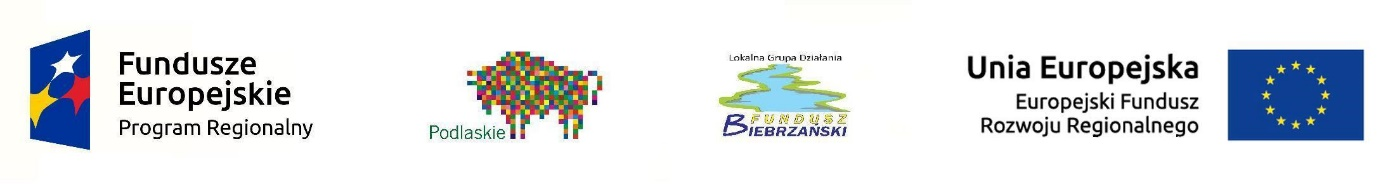 Fundusze
Europejskie
Program Regionalny
Podlaskie
Lokalna Grupa Działania
FUNDUSZ
BIEBRZAŃSKI
Unia Europejska
Europejski Fundusz
Rozwoju Regionalnego